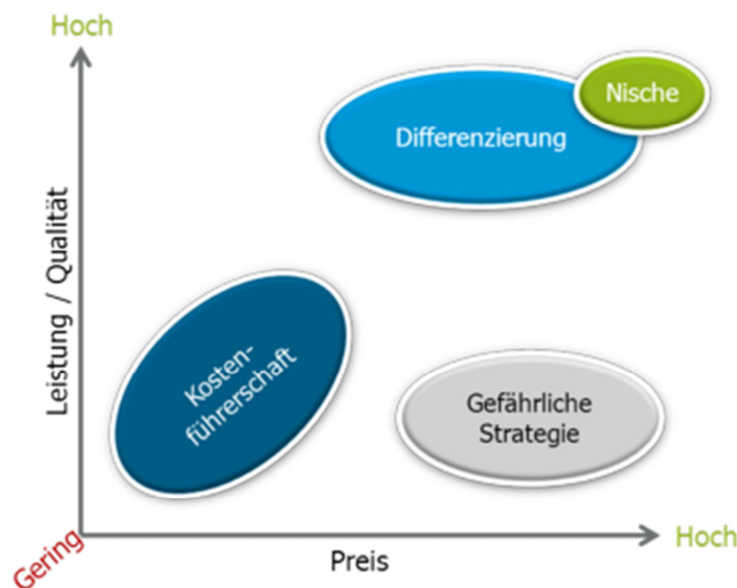 Hoch
Nische
Differenzierung
Leistung / Qualität
Kosten-
führerschaft
Gefährliche
Strategie
Gering
Preis
Hoch